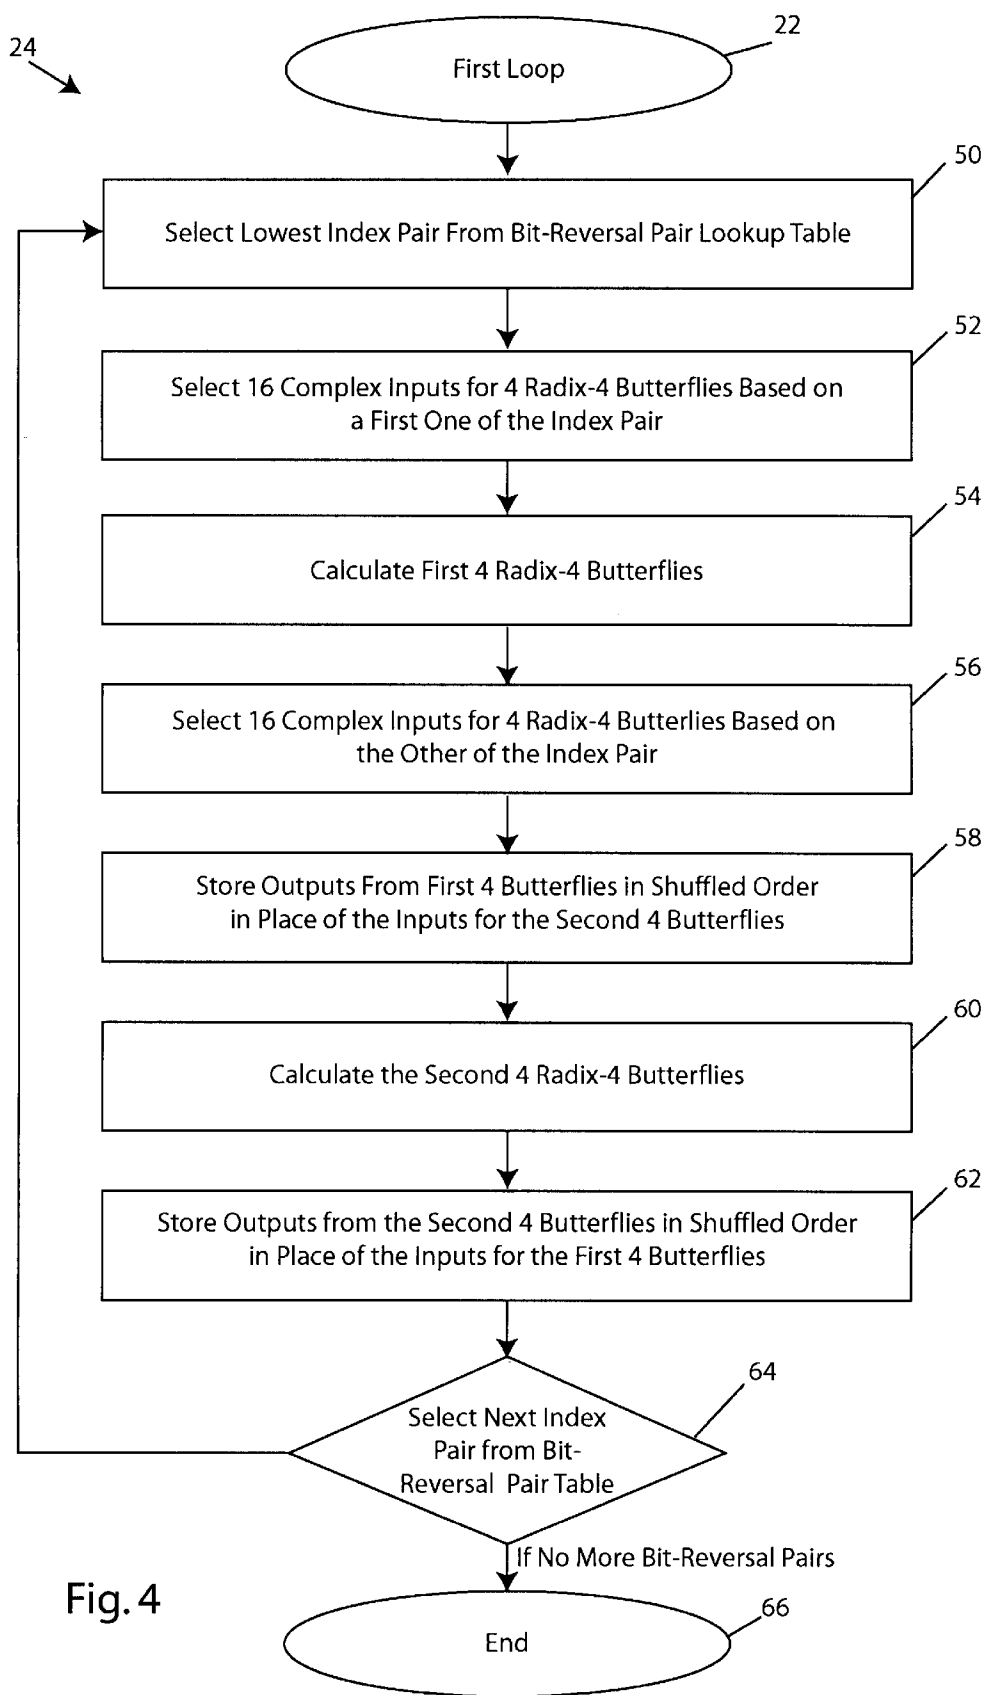 22
24
First Loop
50
Select Lowest Index Pair From Bit-Reversal Pair Lookup Table
52
Select 16 Complex Inputs for 4 Radix-4 Butterflies Based on
a First One of the Index Pair
54
Calculate First 4 Radix-4 Butterflies
56
Select 16 Complex Inputs for 4 Radix-4 Butterlies Based on
the Other of the Index Pair
58
Store Outputs From First 4 Butterflies in Shuffled Order
in Place of the Inputs for the Second 4 Butterflies
60
Calculate the Second 4 Radix-4 Butterflies
62
Store Outputs from the Second 4 Butterflies in Shuffled Order
in Place of the Inputs for the First 4 Butterflies
64
Select Next Index
Pair from Bit-
Reversal Pair Table
If No More Bit-Reversal Pairs
Fig. 4
66
End